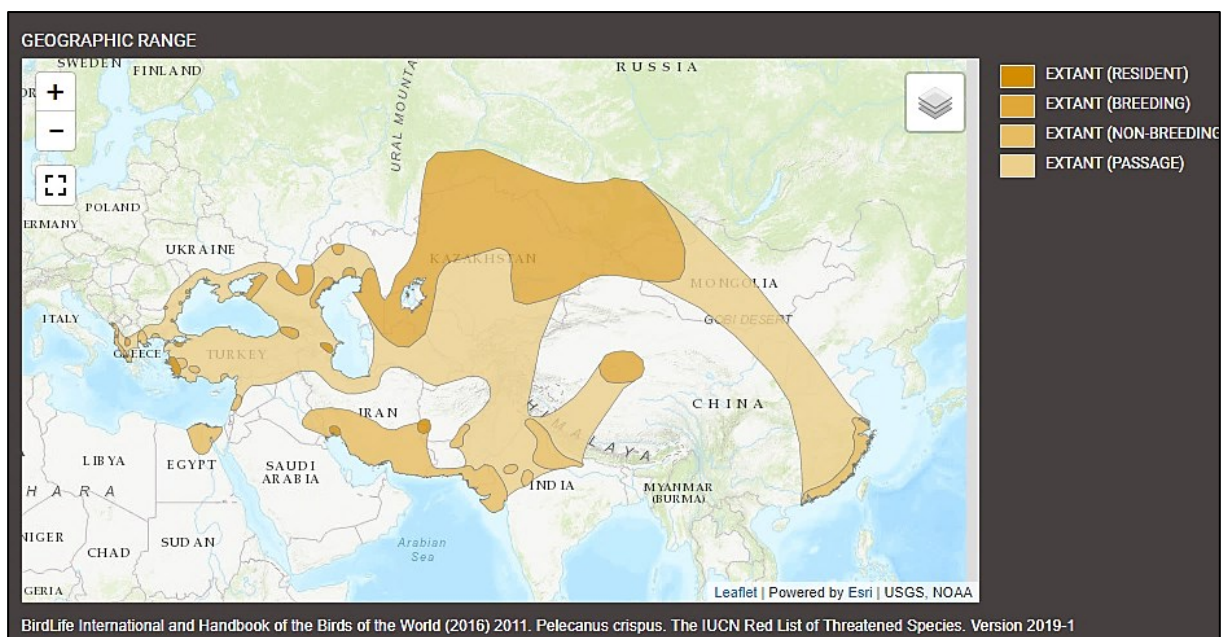 GEOGRAPHIC RANGE
SWEDEN
FINLAND
RUSSIA
URAL MOUNTA
POLAND
ERMANY
UKRAINE
KAZAKHSTAN
MONGOLIA
GOBI DESERT
ITALY
GREECE
TURKEY
CHINA
IRAN
LIBYA
EGYPT
SAUDI
ARABIA
HIMALAYA
INDIA
MYANMAR
(BURMA)
HARA
NIGER
CHAD
SUDAN
Arabian
Sea
GERIA
+
−
EXTANT (RESIDENT)
EXTANT (BREEDING)
EXTANT (NON-BREEDING
EXTANT (PASSAGE)
Leaflet | Powered by Esri | USGS, NOAA
BirdLife International and Handbook of the Birds of the World (2016) 2011. Pelecanus crispus. The IUCN Red List of Threatened Species. Version 2019-1